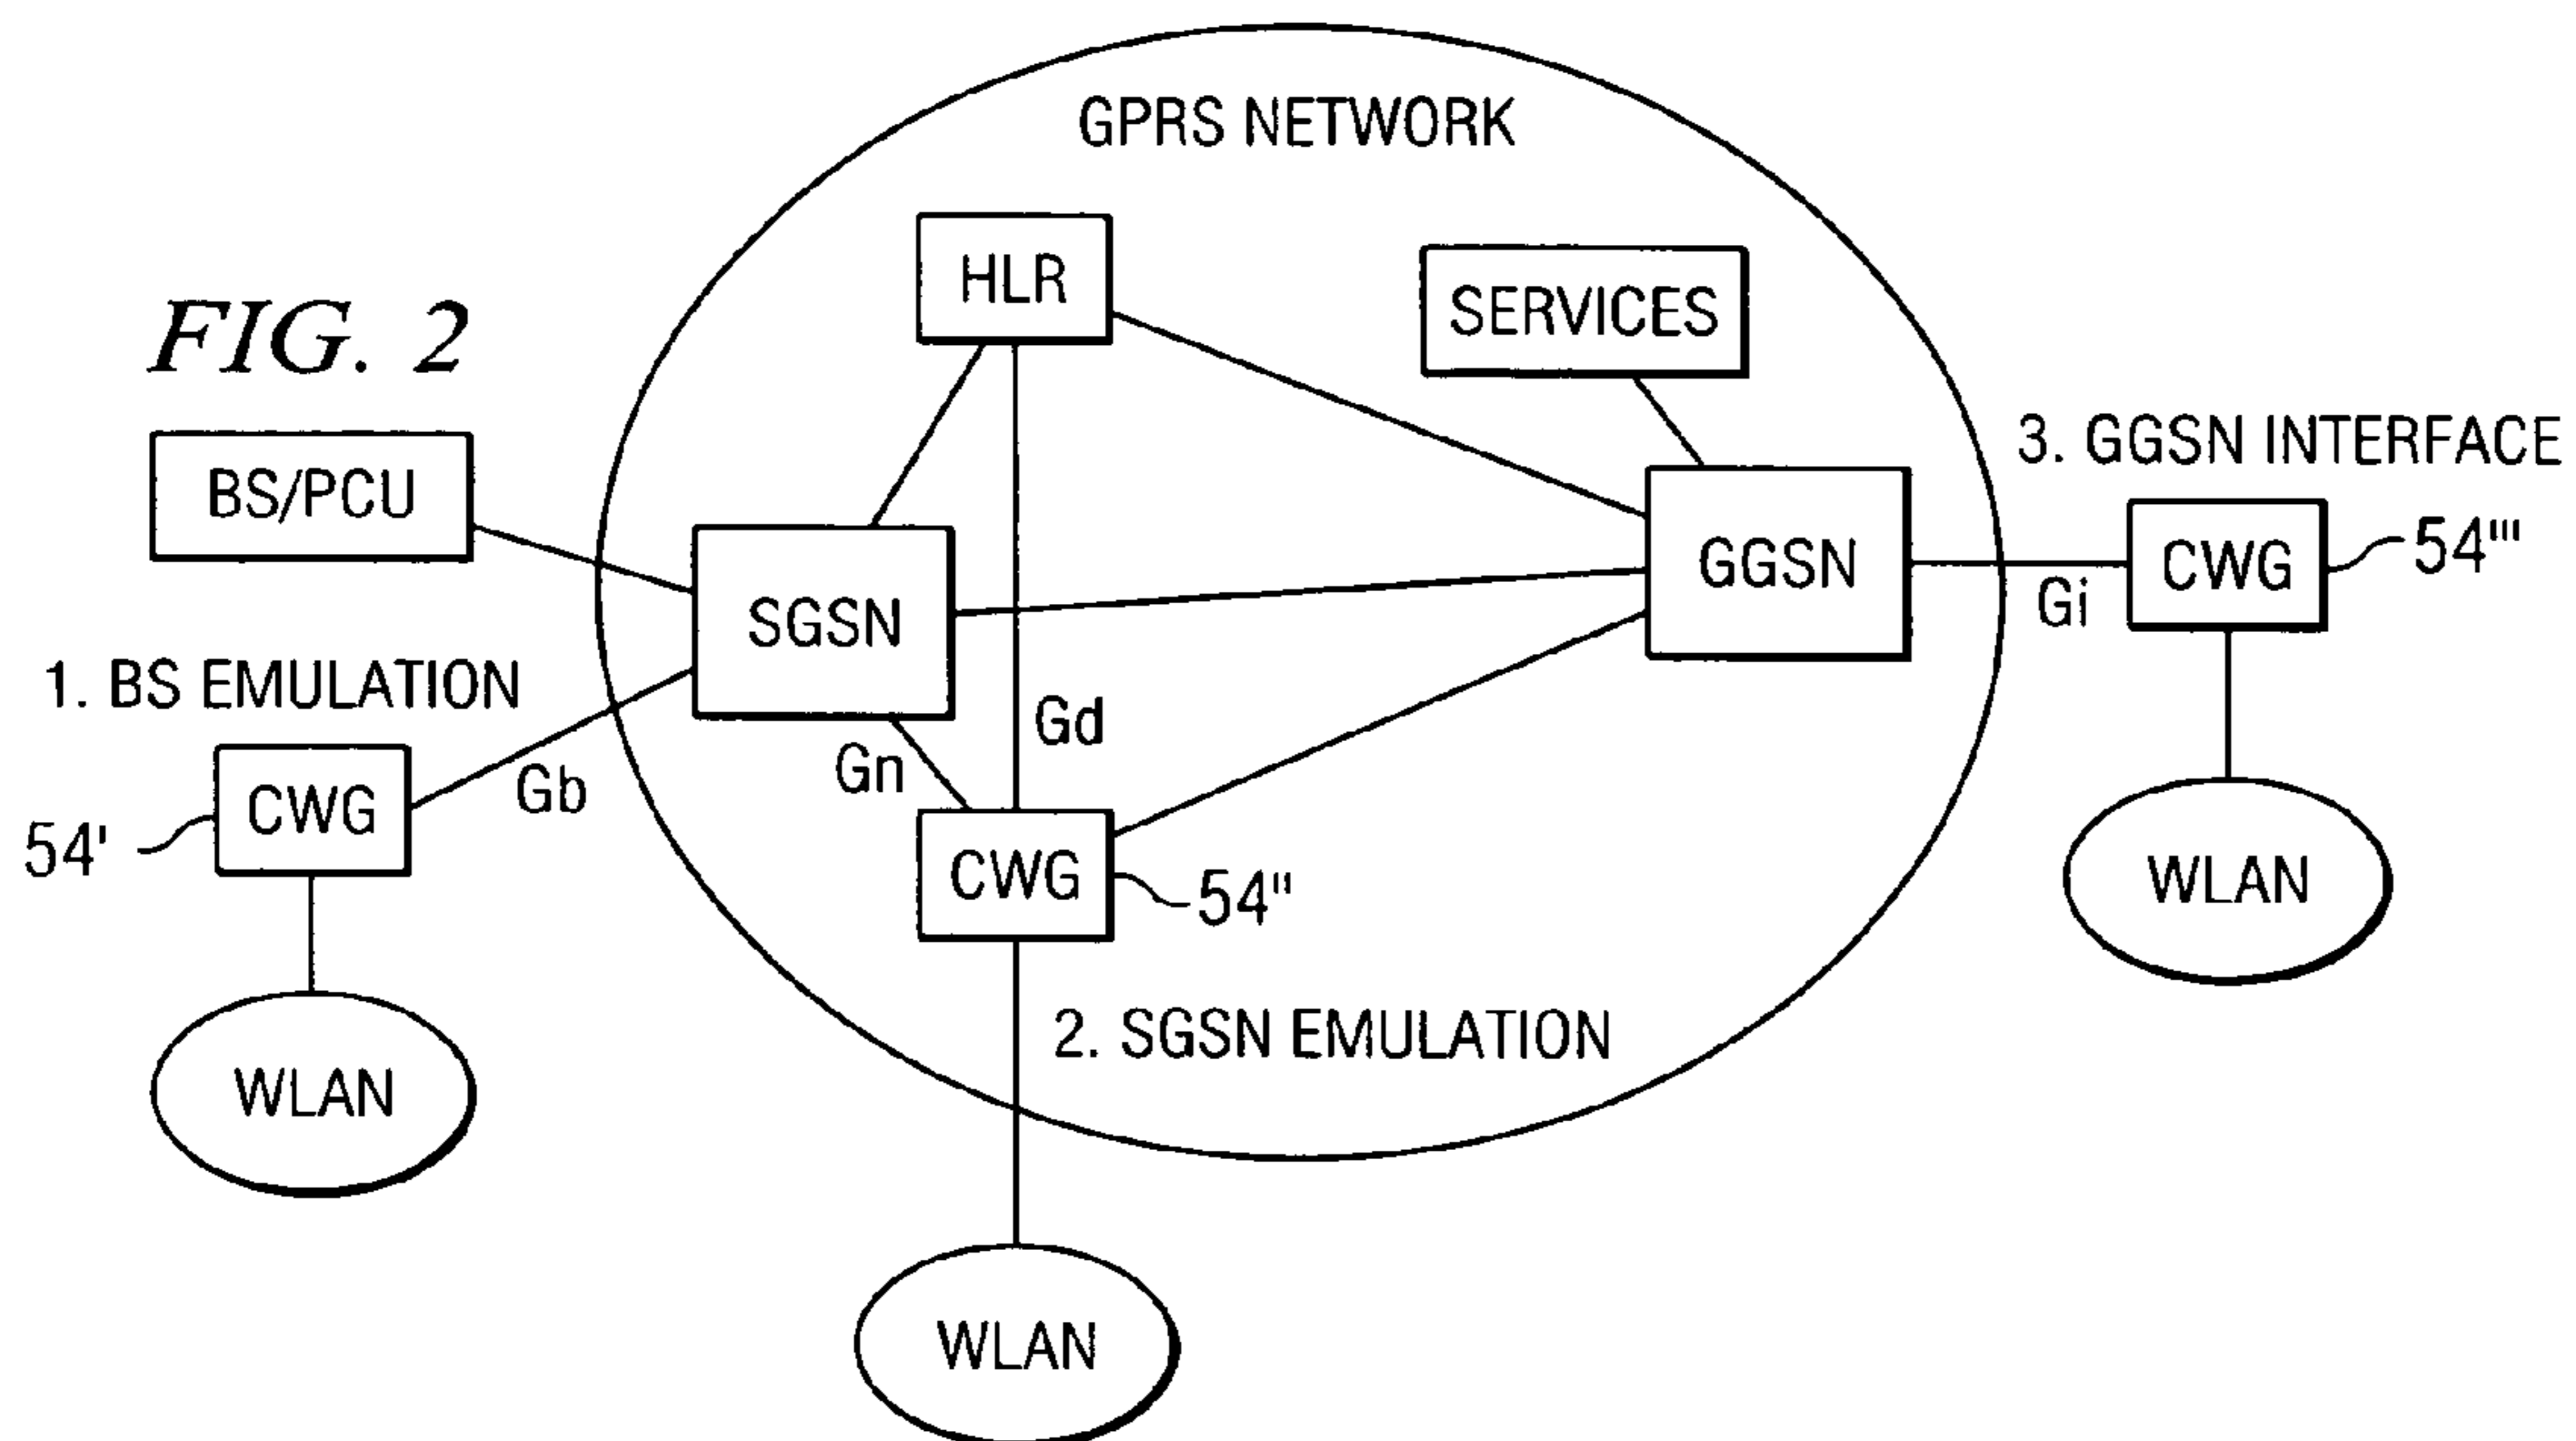 GPRS NETWORK
HLR
SERVICES
FIG. 2
3. GGSN INTERFACE
BS/PCU
SGSN
GGSN
CWG
54'''
Gi
1. BS EMULATION
Gd
Gn
Gb
CWG
54'
CWG
54''
WLAN
2. SGSN EMULATION
WLAN
WLAN